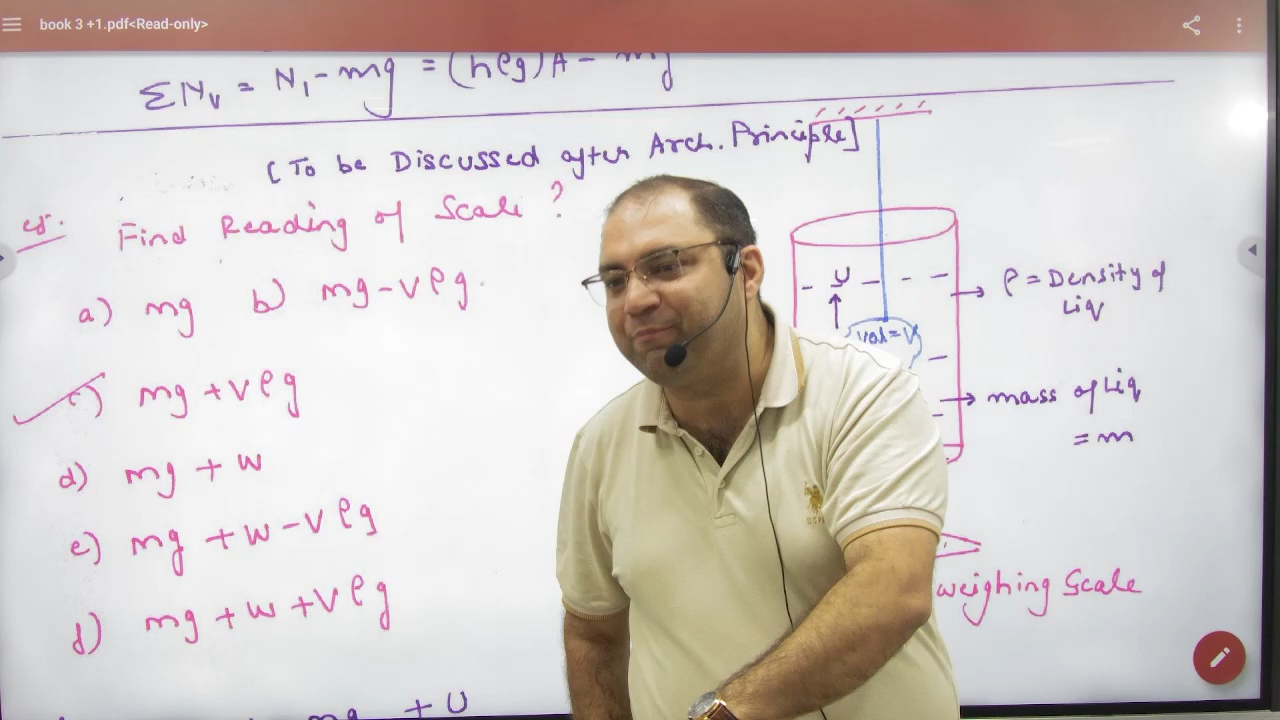 book 3 +1.pdf<Read-only>
ΣN_v = N₁ - mg = (hρg)A - mg
[To be Discussed after Arch. Principle]
Find Reading of Scale ?
a) mg b) mg - Vρg.
c) mg + Vρg
d) mg + w
e) mg + w - Vρg
d) mg + w + Vρg
mg + U
U
vol = V
ρ = Density of
Liq
mass of Liq
= m
weighing Scale
U.S. P